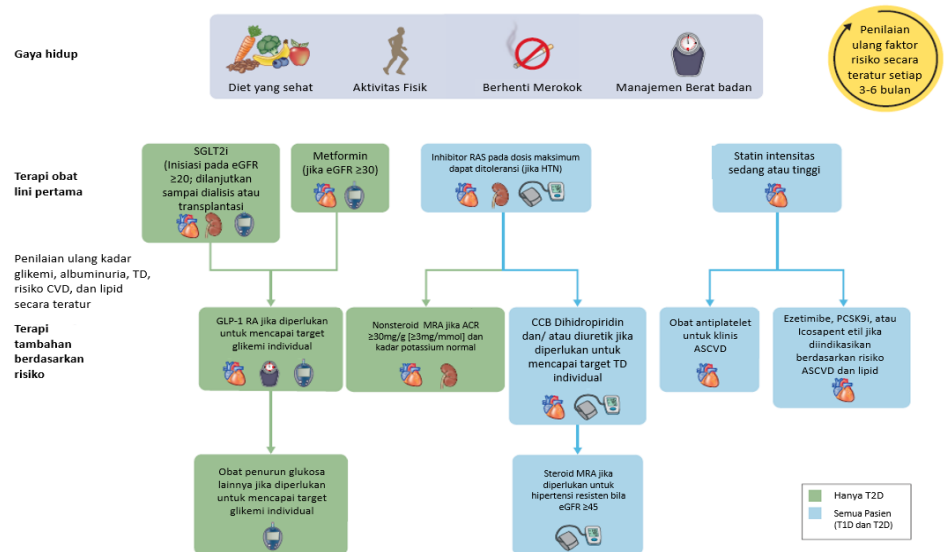 Gaya hidup
Diet yang sehat
Aktivitas Fisik
Berhenti Merokok
Manajemen Berat badan
Penilaian
ulang faktor
risiko secara
teratur setiap
3-6 bulan
Terapi obat
lini pertama
SGLT2i
(Inisiasi pada eGFR
≥20; dilanjutkan
sampai dialisis atau
transplantasi
Metformin
(jika eGFR ≥30)
Inhibitor RAS pada dosis maksimum
dapat ditoleransi (jika HTN)
Statin intensitas
sedang atau tinggi
Penilaian ulang kadar
glikemi, albuminuria, TD,
risiko CVD, dan lipid
secara teratur
Terapi
tambahan
berdasarkan
risiko
GLP-1 RA jika diperlukan
untuk mencapai target
glikemi individual
Nonsteroid MRA jika ACR
≥30mg/g [≥3mg/mmol] dan
kadar potassium normal
CCB Dihidropiridin
dan/ atau diuretik jika
diperlukan untuk
mencapai target TD
individual
Obat antiplatelet
untuk klinis
ASCVD
Ezetimibe, PCSK9i, atau
Icosapent etil jika
diindikasikan
berdasarkan risiko
ASCVD dan lipid
Obat penurun glukosa
lainnya jika diperlukan
untuk mencapai target
glikemi individual
Steroid MRA jika
diperlukan untuk
hipertensi resisten bila
eGFR ≥45
Hanya T2D
Semua Pasien
(T1D dan T2D)